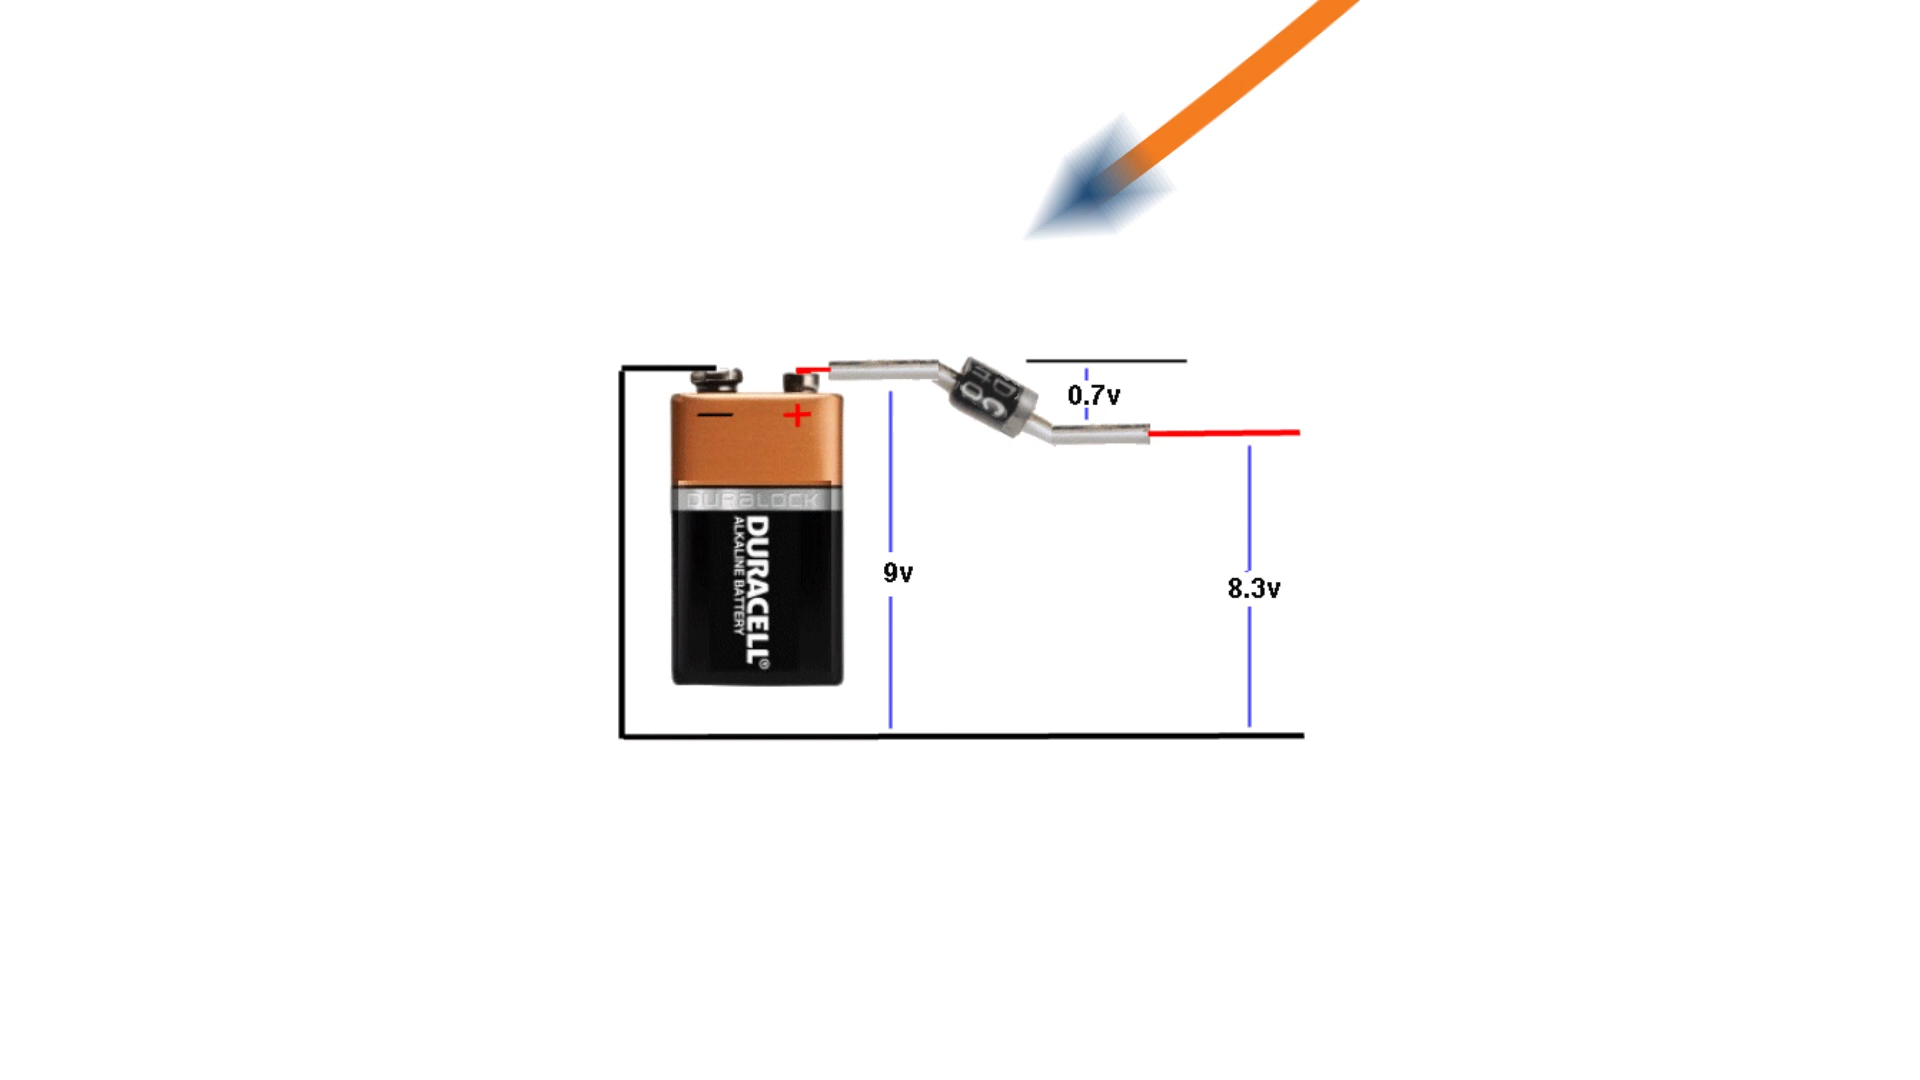 0.7v
+
—
DURALOCK
DURACELL®
ALKALINE BATTERY
9v
8.3v